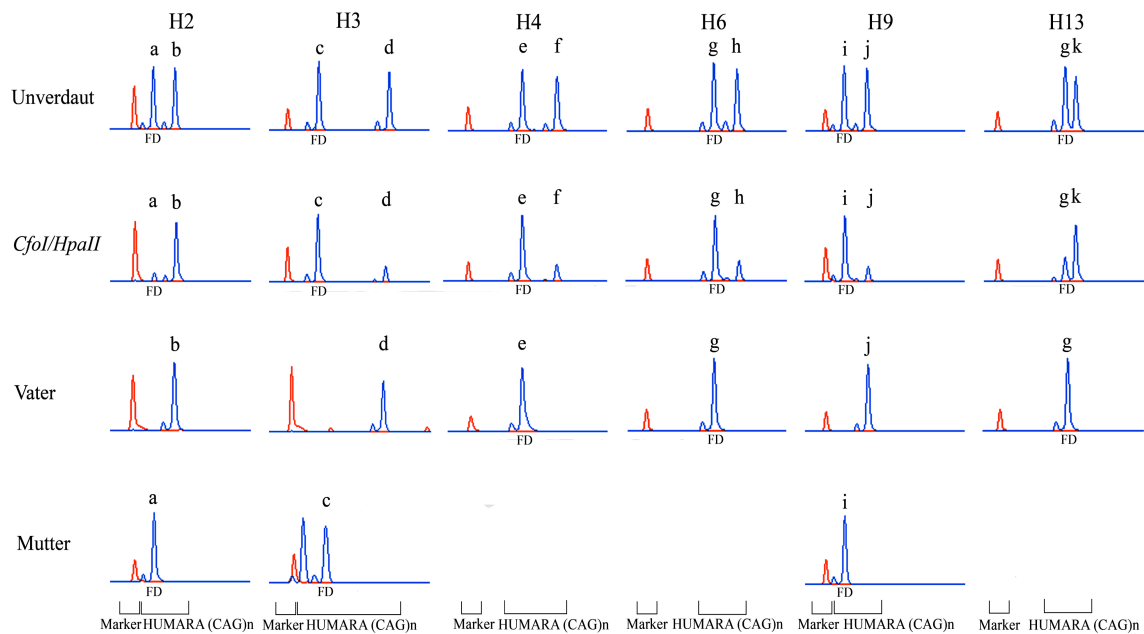 H2 H3 H4 H6 H9 H13
a b c d e f g h i j g k
Unverdaut
FD FD FD FD FD FD
a b c d e f g h i j g k
CfoI/HpaII
FD FD FD FD FD FD
b d e g j g
Vater
FD FD FD
a c i
Mutter
FD FD FD
Marker HUMARA (CAG)n Marker HUMARA (CAG)n Marker HUMARA (CAG)n Marker HUMARA (CAG)n Marker HUMARA (CAG)n Marker HUMARA (CAG)n